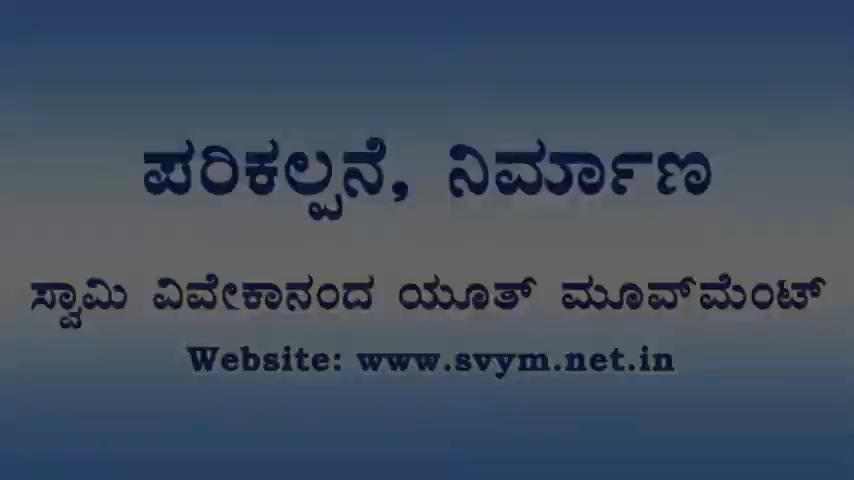 ಪರಿಕಲ್ಪನೆ, ನಿರ್ಮಾಣ
ಸ್ವಾಮಿ ವಿವೇಕಾನಂದ ಯೂತ್ ಮೂವ್‌ಮೆಂಟ್
Website: www.svym.net.in